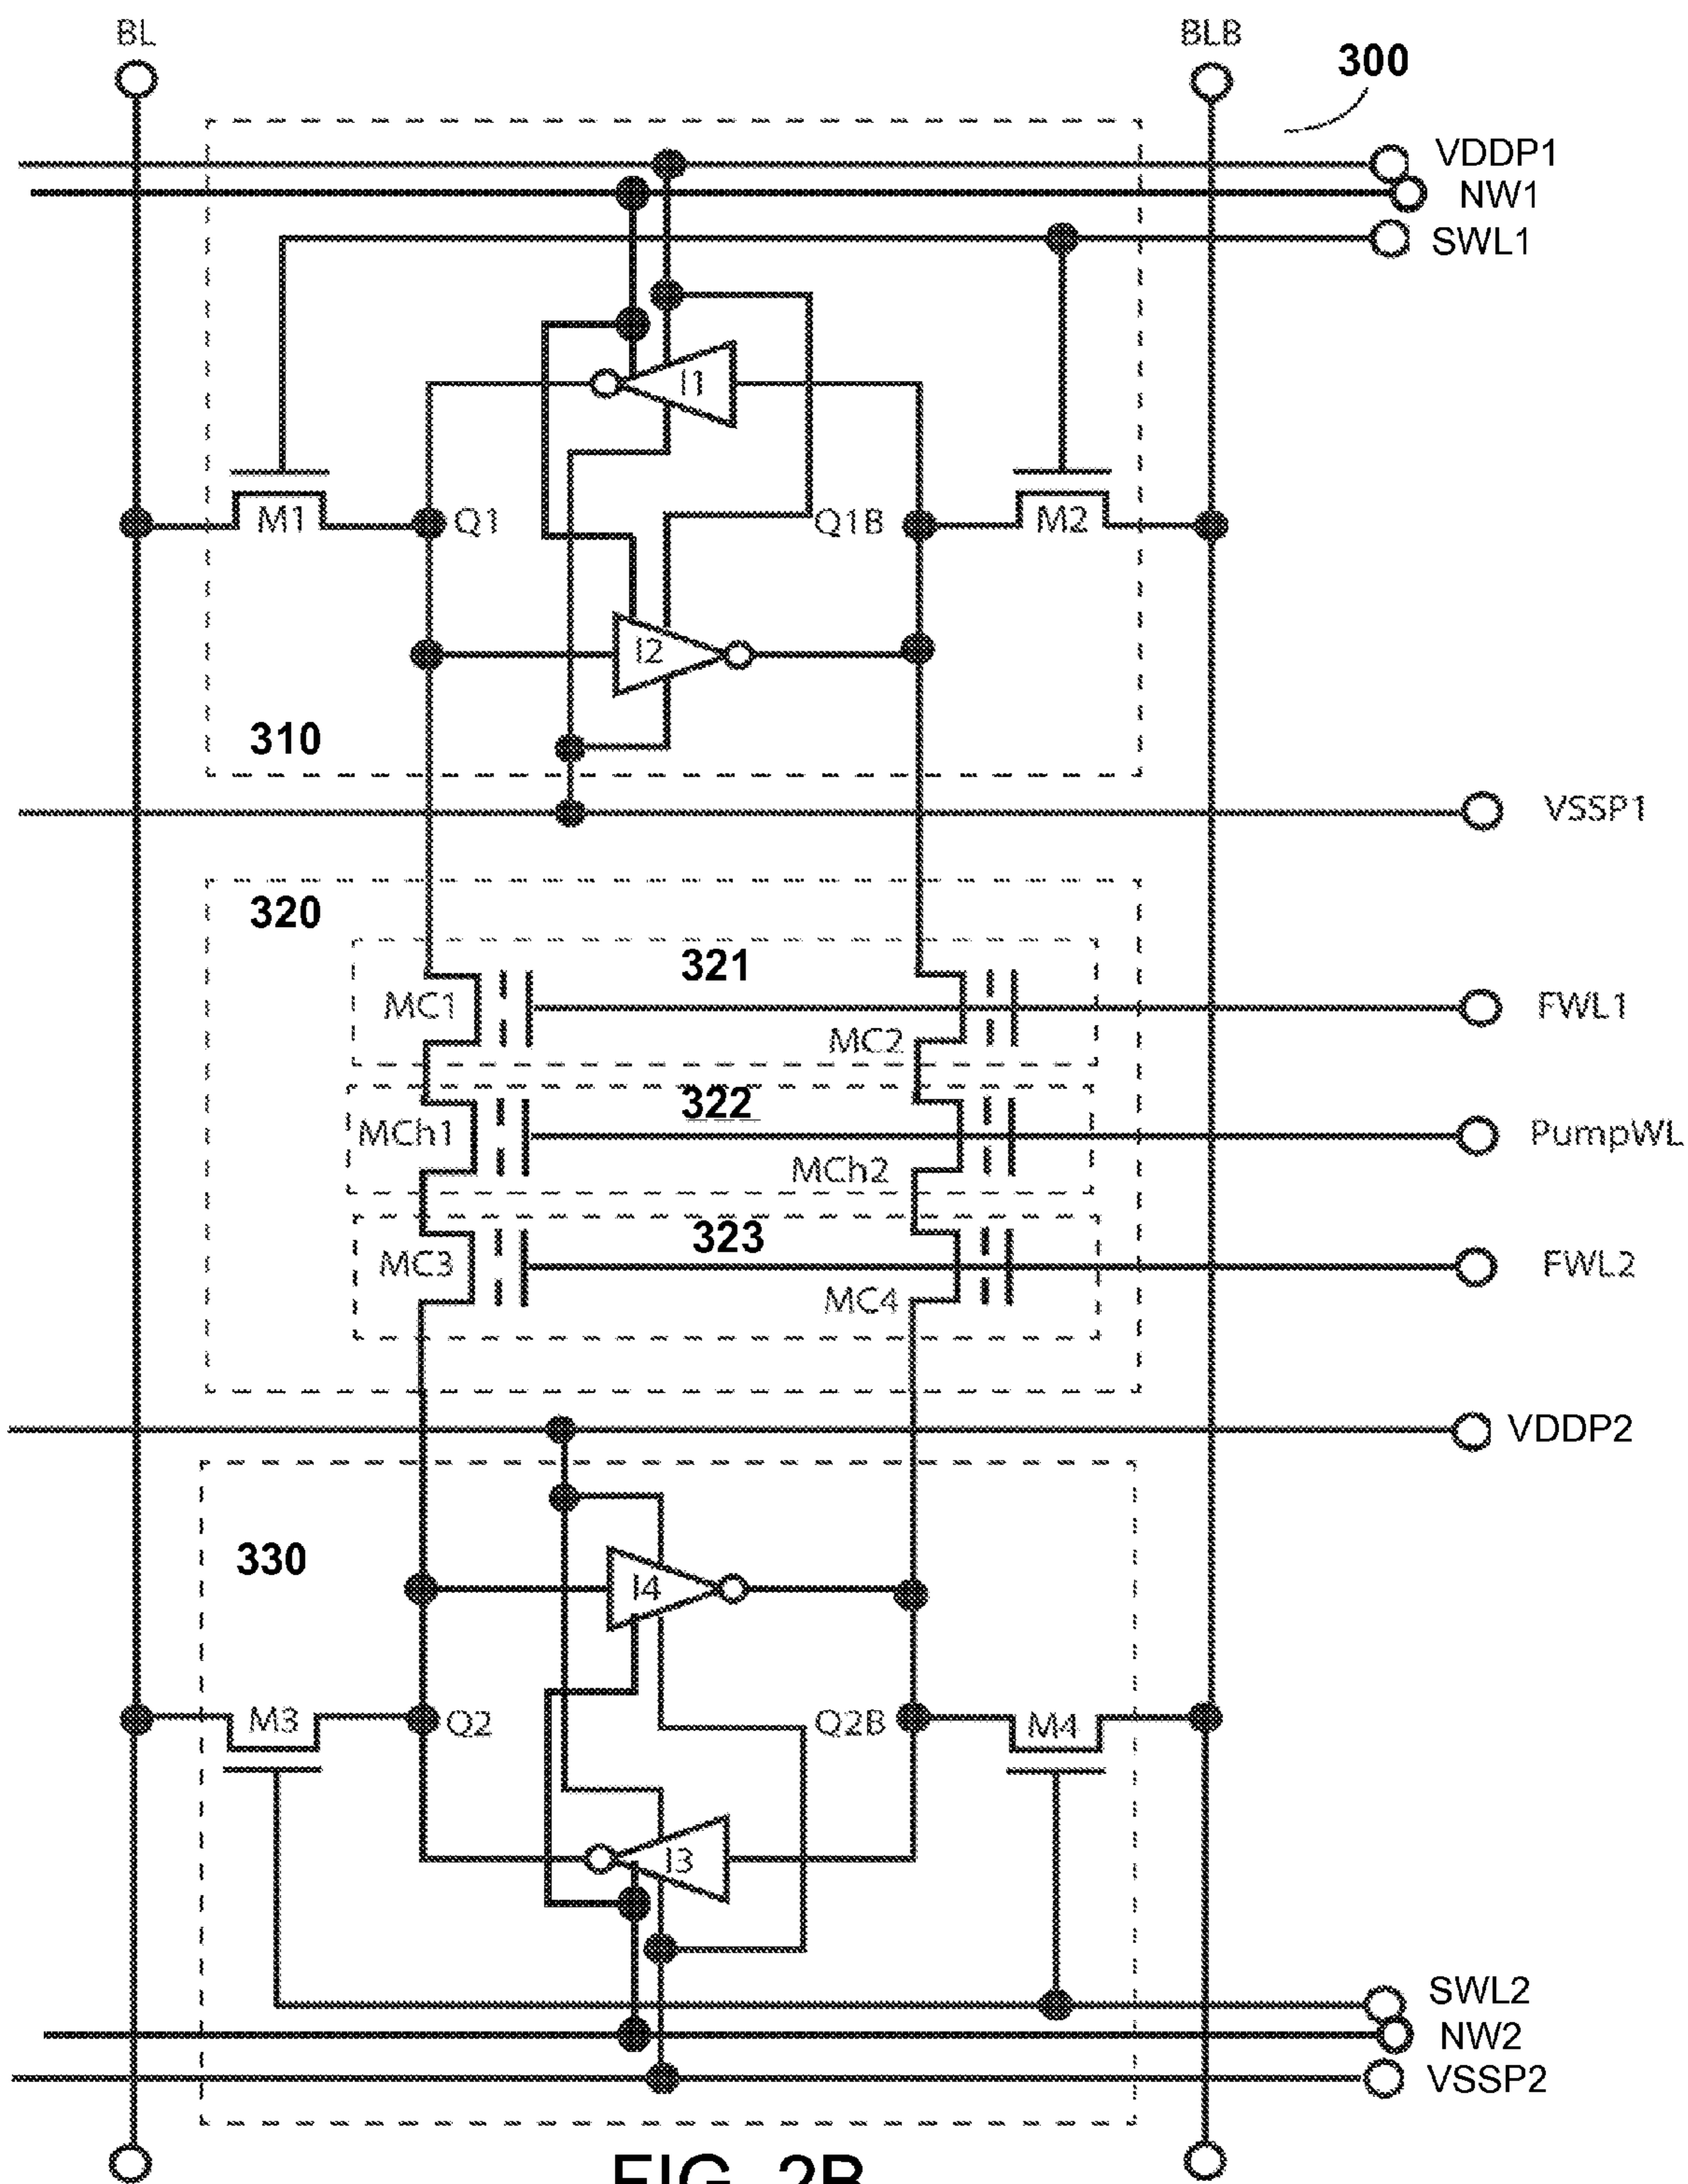 BL
BLB
300
VDDP1
NW1
SWL1
I1
M1
Q1
Q1B
M2
I2
310
VSSP1
320
321
MC1
FWL1
MC2
322
MCh1
PumpWL
MCh2
323
MC3
FWL2
MC4
VDDP2
330
I4
M3
Q2
Q2B
M4
I3
SWL2
NW2
VSSP2
FIG. 2B